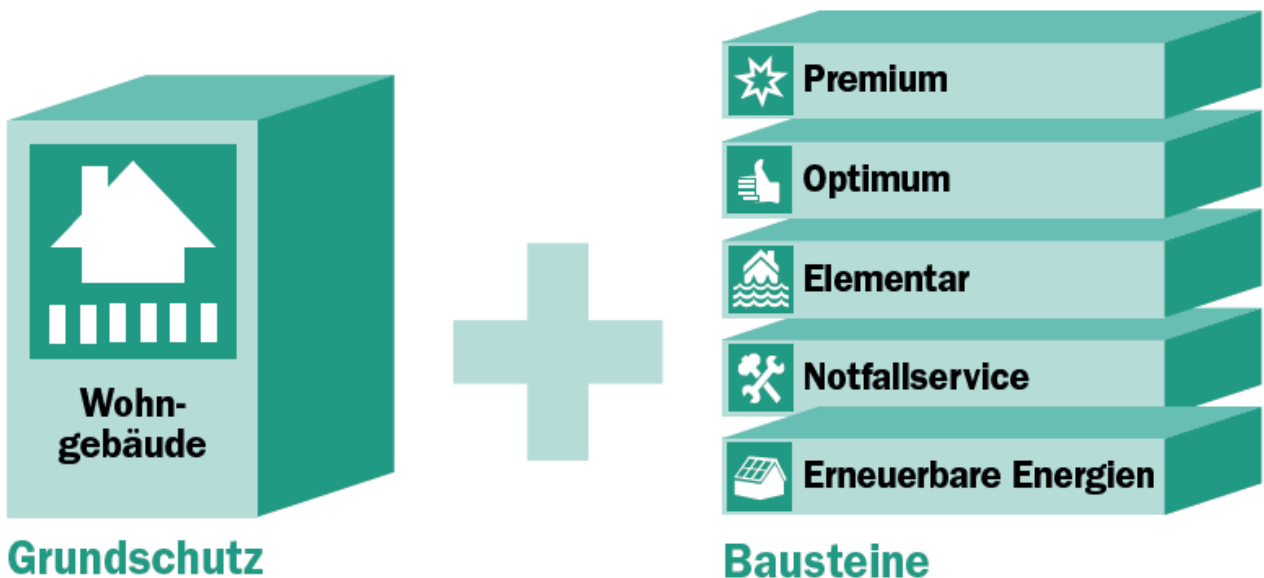 Wohn-
gebäude
Grundschutz
Premium
Optimum
Elementar
Notfallservice
Erneuerbare Energien
Bausteine